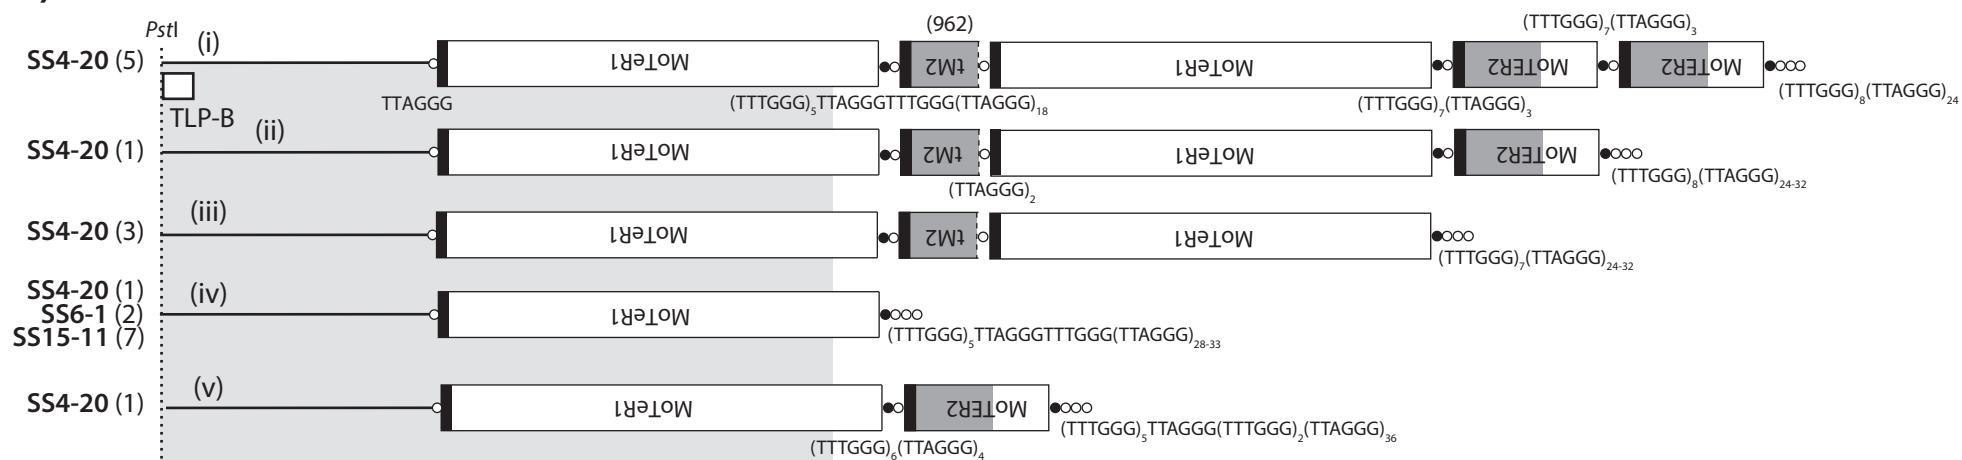 PstI
(i)
(962)
(TTTGGG)7(TTAGGG)3
SS4-20 (5)
MoTeR1
tM2
MoTeR1
MoTER2
MoTER2
TTAGGG
(TTTGGG)5TTAGGGTTTGGG(TTAGGG)18
(TTTGGG)7(TTAGGG)3
(TTTGGG)8(TTAGGG)24
TLP-B
(ii)
SS4-20 (1)
MoTeR1
tM2
MoTeR1
MoTER2
(TTAGGG)2
(TTTGGG)8(TTAGGG)24-32
(iii)
SS4-20 (3)
MoTeR1
tM2
MoTeR1
(TTTGGG)7(TTAGGG)24-32
SS4-20 (1)
(iv)
SS6-1 (2)
SS15-11 (7)
MoTeR1
(TTTGGG)5TTAGGGTTTGGG(TTAGGG)28-33
(v)
SS4-20 (1)
MoTeR1
MoTER2
(TTTGGG)6(TTAGGG)4
(TTTGGG)5TTAGGG(TTTGGG)2(TTAGGG)36